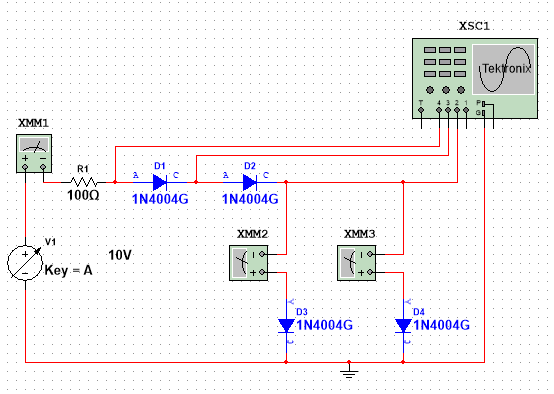 XSC1
Tektronix
T 4 3 2 1 P
G
XMM1
R1
100Ω
A D1 C
1N4004G
A D2 C
1N4004G
V1
Key = A
10V
XMM2
XMM3
A
D3
1N4004G
C
A
D4
1N4004G
C